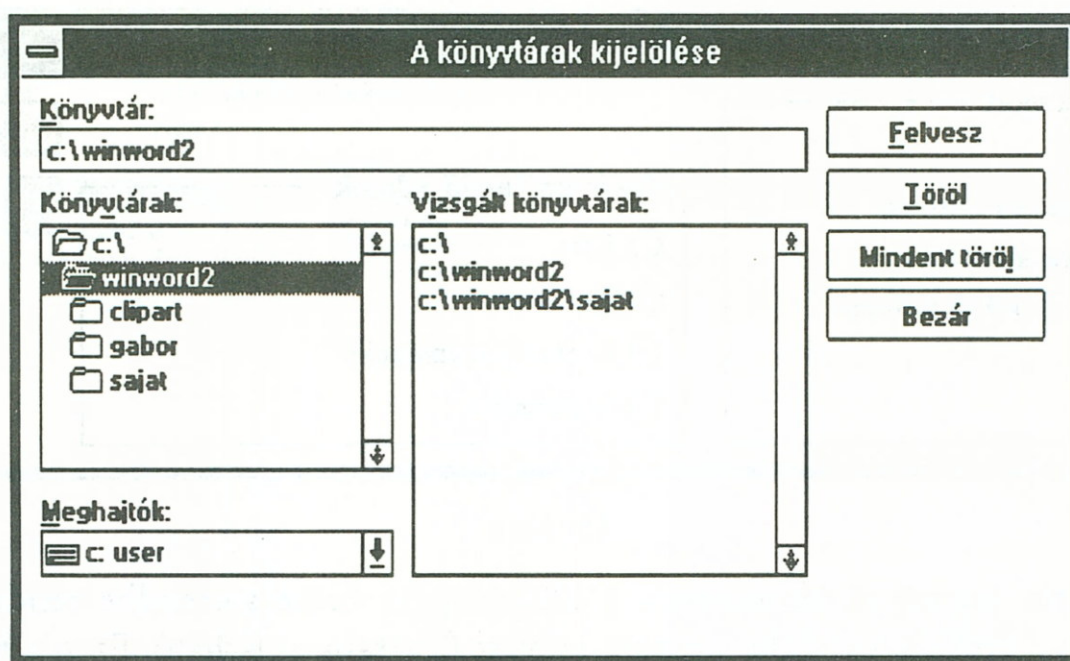 A könyvtárak kijelölése
Könyvtár:
c:\winword2
Könyvtárak:
c:\
winword2
clipart
gabor
sajat
Meghajtók:
c: user
Vizsgált könyvtárak:
c:\
c:\winword2
c:\winword2\sajat
Felvesz
Töröl
Mindent töröl
Bezár